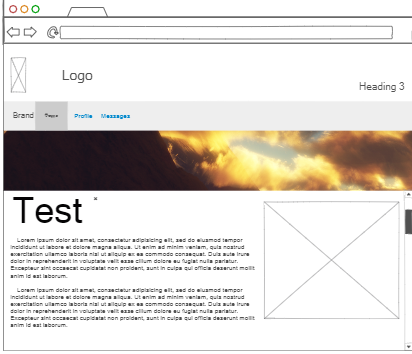 Logo
Heading 3
Brand
Profile
Messages
Test
Lorem ipsum dolor sit amet, consectetur adipisicing elit, sed do eiusmod tempor
incididunt ut labore et dolore magna aliqua. Ut enim ad minim veniam, quis nostrud
exercitation ullamco laboris nisi ut aliquip ex ea commodo consequat. Duis aute irure
dolor in reprehenderit in voluptate velit esse cillum dolore eu fugiat nulla pariatur.
Excepteur sint occaecat cupidatat non proident, sunt in culpa qui officia deserunt mollit
anim id est laborum.
Lorem ipsum dolor sit amet, consectetur adipisicing elit, sed do eiusmod tempor
incididunt ut labore et dolore magna aliqua. Ut enim ad minim veniam, quis nostrud
exercitation ullamco laboris nisi ut aliquip ex ea commodo consequat. Duis aute irure
dolor in reprehenderit in voluptate velit esse cillum dolore eu fugiat nulla pariatur.
Excepteur sint occaecat cupidatat non proident, sunt in culpa qui officia deserunt mollit
anim id est laborum.